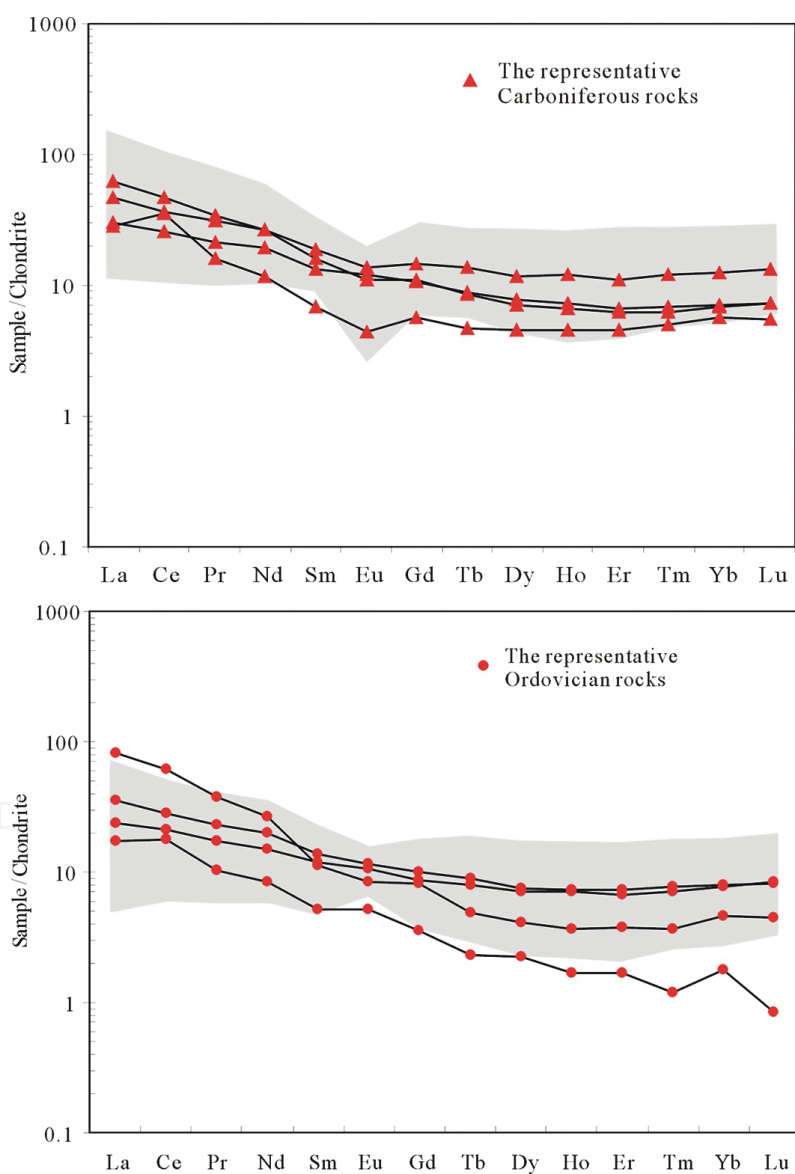 1000
100
10
1
0.1
Sample/Chondrite
The representative
Carboniferous rocks
La Ce Pr Nd Sm Eu Gd Tb Dy Ho Er Tm Yb Lu
1000
100
10
1
0.1
Sample/Chondrite
The representative
Ordovician rocks
La Ce Pr Nd Sm Eu Gd Tb Dy Ho Er Tm Yb Lu